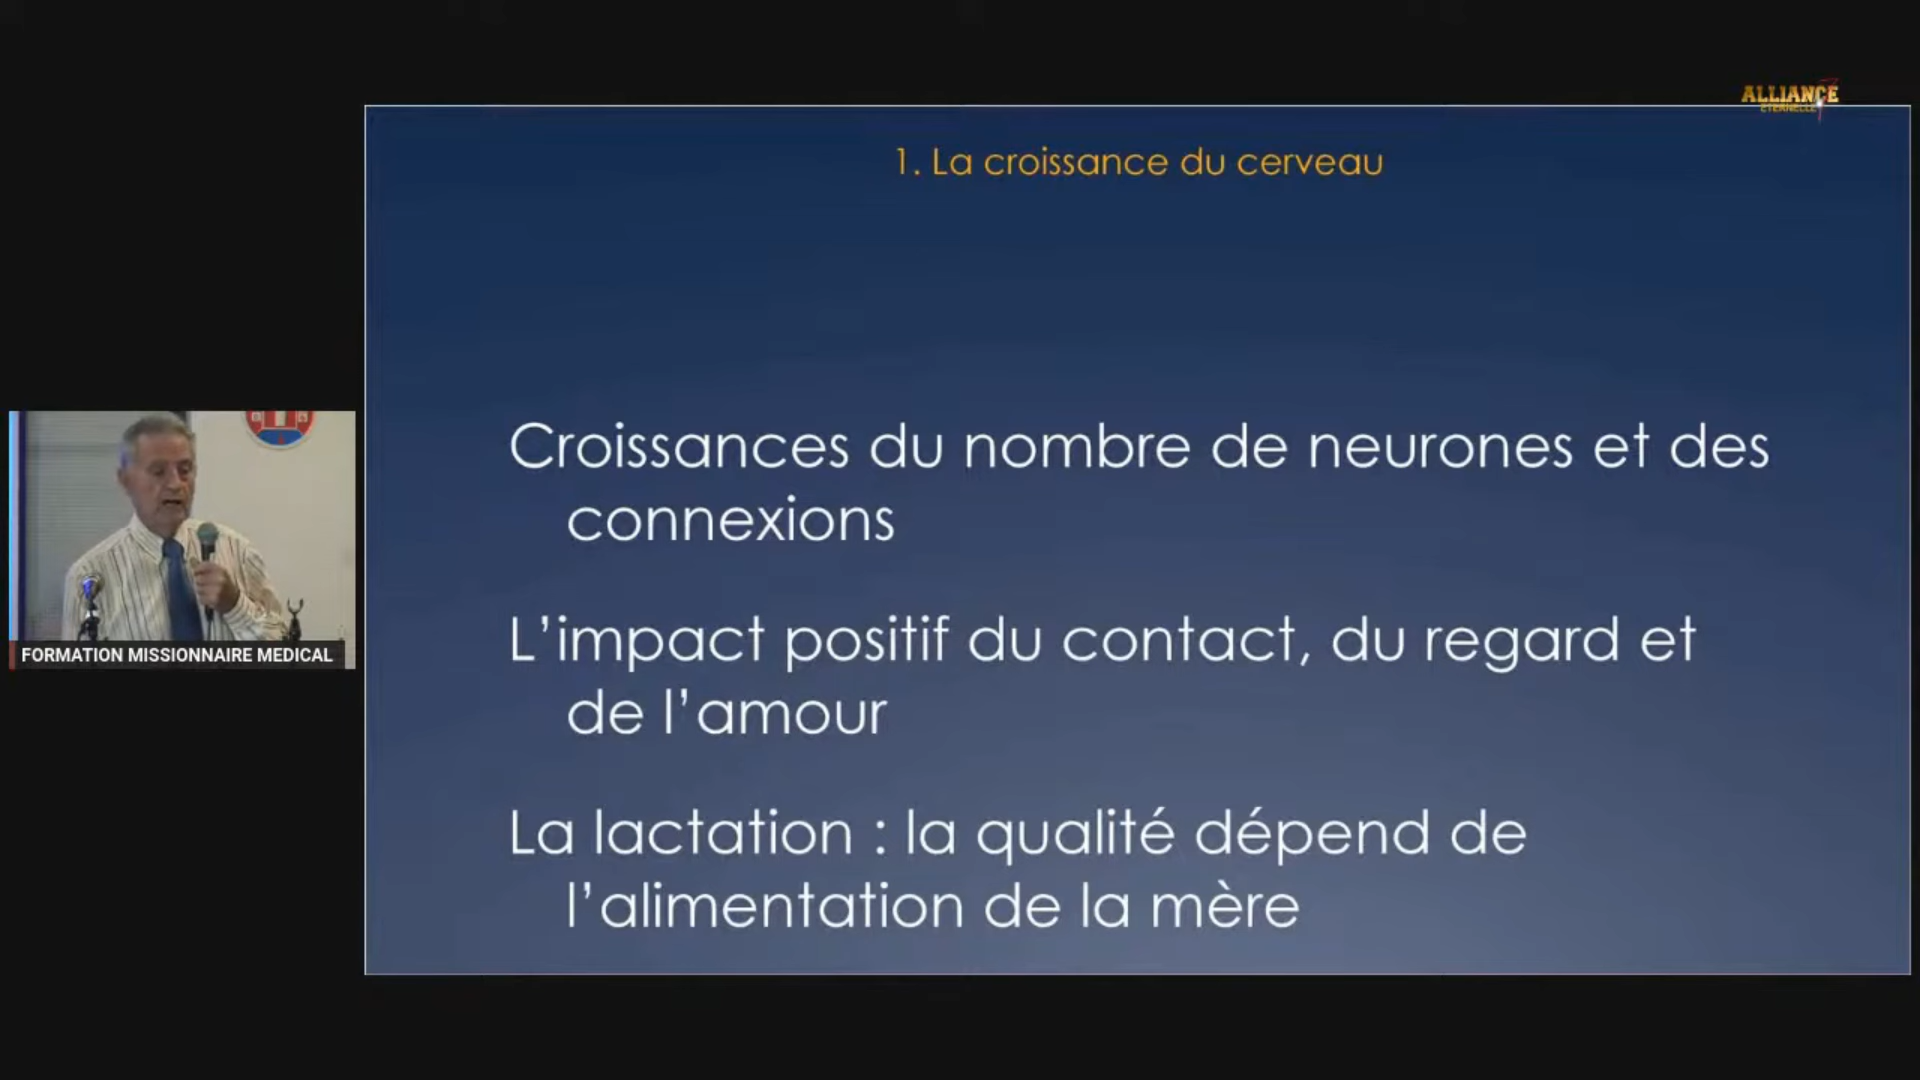 ALLIANCE
ETERNELLE
1. La croissance du cerveau
Croissances du nombre de neurones et des
connexions
L’impact positif du contact, du regard et
de l’amour
La lactation : la qualité dépend de
l’alimentation de la mère
FORMATION MISSIONNAIRE MEDICAL